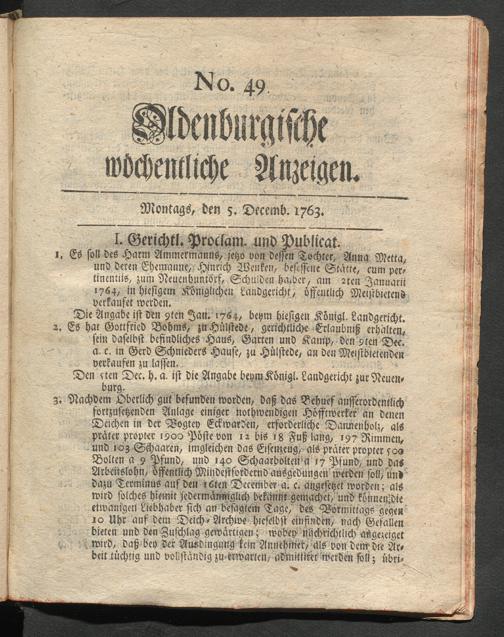 No. 49.
Oldenburgische
wöchentliche Anzeigen.
Montags, den 5. Decemb. 1763.
I. Gerichtl. Proclam. und Publicat.
1. Es soll des Harm Ammermanns, jetzo von dessen Tochter, Anna Metta,
und deren Ehemanne, Hinrich Wenken, besessene Stätte, cum per-
tinentiis, zum Neuenhuntorf, Schulden halber, am 2ten Januarii
1764, in hiesigem Königlichen Landgericht, öffentlich Meistbietend
verkaufet werden.
Die Angabe ist den 9ten Jan. 1764, beym hiesigen Königl. Landgericht.
2. Es hat Gottfried Bohms, zu Hülstede, gerichtliche Erlaubniß erhalten,
sein daselbst befindliches Haus, Garten und Kamp, den 9ten Dec.
a. c. in Gerd Schnieders Hause, zu Hülstede, an den Meistbietenden
verkaufen zu lassen.
Den 5ten Dec. h. a. ist die Angabe beym Königl. Landgericht zur Neuen-
burg.
3. Nachdem Oberlich gut befunden worden, daß das Behuef ausserordentlich
fortzusetzenden Anlage einiger nothwendigen Höftwerker an denen
Deichen in der Vogtey Eckwarden, erforderliche Dannenholz, als
präter propter 1900 Pöste von 12 bis 18 Fuß lang, 197 Rimmen,
und 103 Schaaren, imgleichen das Eisenzeug, als präter propter 500
Bolten a 9 Pfund, und 140 Schaarbolten a 17 Pfund, und das
Arbeitslohn, öffentlich Mindestfordernd ausgedungen werden soll, und
dazu Terminus auf den 16ten December a. c. angesetzet worden; als
wird solches hiemit jedermänniglich bekannt gemachet, und können die
etwanigen Liebhaber sich an besagtem Tage, des Vormittags gegen
10 Uhr auf dem Deich-Archive hieselbst einfinden, nach Gefallen
bieten und den Zuschlag gewärtigen; wobey nachrichtlich angezeiget
wird, daß bey der Ausdingung kein Annehmer, als von dem die Ar-
beit tüchtig und vollständig zu erwarten, admittiret werden soll; übri-